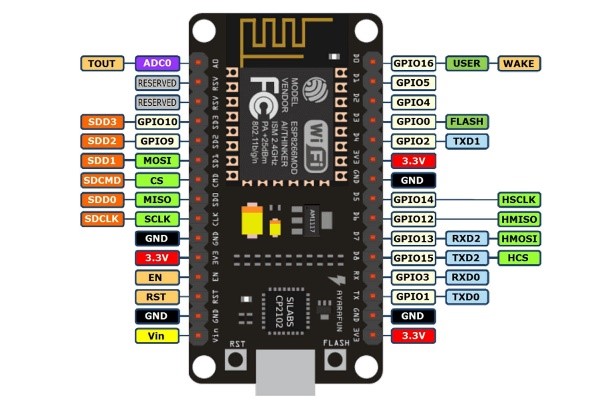 TOUT ADC0 A0 D0 GPIO16 USER WAKE
RESERVED RSV D1 GPIO5
RESERVED RSV D2 GPIO4
SDD3 GPIO10 SD3 D3 GPIO0 FLASH
SDD2 GPIO9 SD2 D4 GPIO2 TXD1
SDD1 MOSI SD1 3V3 3.3V
SDCMD CS CMD GND GND
SDD0 MISO SD0 D5 GPIO14 HSCLK
SDCLK SCLK CLK D6 GPIO12 HMISO
GND GND D7 GPIO13 RXD2 HMOSI
3.3V 3V3 D8 GPIO15 TXD2 HCS
EN EN RX GPIO3 RXD0
RST RST TX GPIO1 TXD0
GND GND GND GND
Vin Vin 3V3 3.3V
MODEL ESP8266MOD
VENDOR AI/THINKER
ISM 2.4GHz
PA +25dBm
802.11b/g/n
FCC
WiFi
AM1117
SILABS
CP2102
AYARAFUN
RST
FLASH